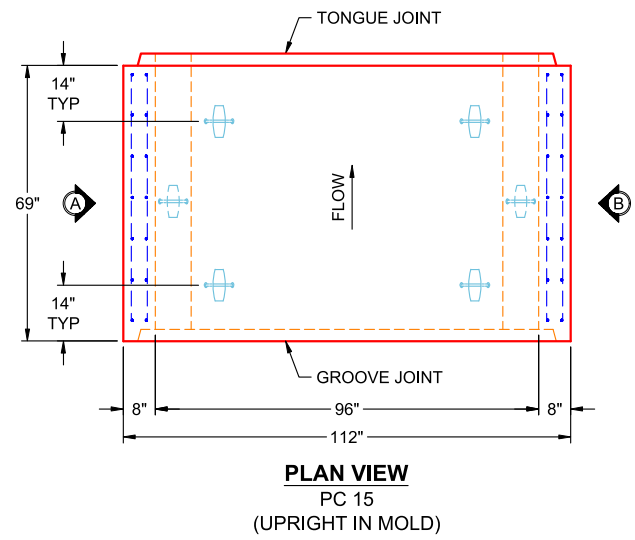 TONGUE JOINT
14"
TYP
69"
A
FLOW
B
14"
TYP
GROOVE JOINT
8"
96"
8"
112"
PLAN VIEW
PC 15
(UPRIGHT IN MOLD)